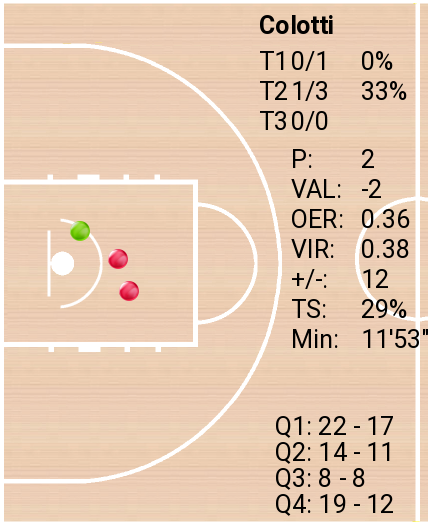 Colotti
T1 0/1 0%
T2 1/3 33%
T3 0/0
P: 2
VAL: -2
OER: 0.36
VIR: 0.38
+/-: 12
TS: 29%
Min: 11'53"
Q1: 22 - 17
Q2: 14 - 11
Q3: 8 - 8
Q4: 19 - 12